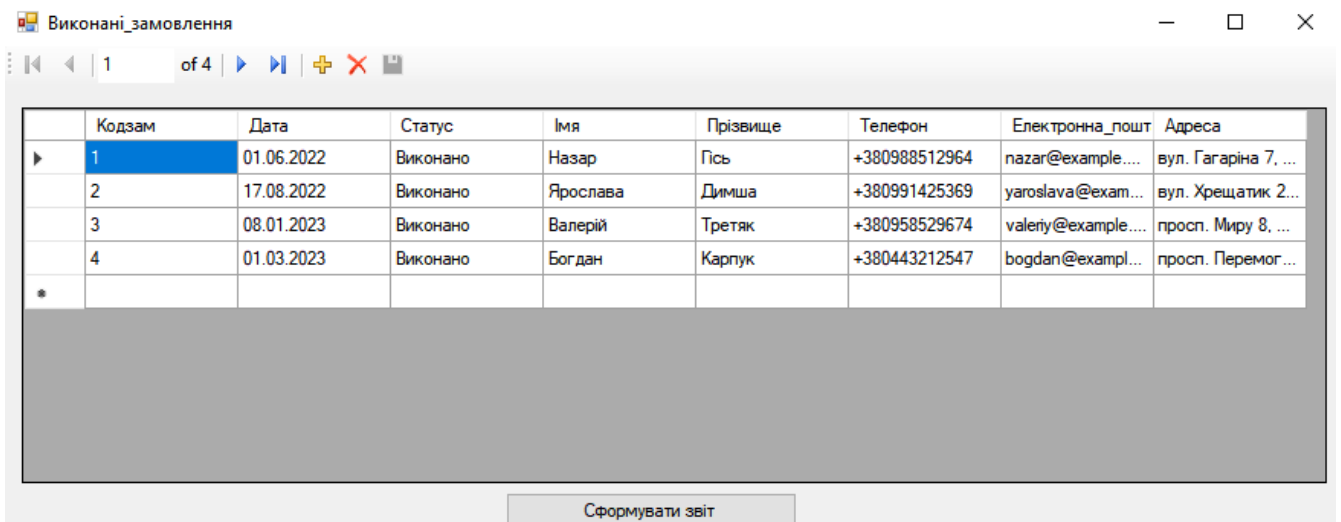 Виконані_замовлення
1 of 4
Кодзам Дата Статус Імя Прізвище Телефон Електронна_пошт Адреса
1 01.06.2022 Виконано Назар Гісь +380988512964 nazar@example.... вул. Гагаріна 7, ...
2 17.08.2022 Виконано Ярослава Димша +380991425369 yaroslava@exam... вул. Хрещатик 2...
3 08.01.2023 Виконано Валерій Третяк +380958529674 valeriy@example.... просп. Миру 8, ...
4 01.03.2023 Виконано Богдан Карпук +380443212547 bogdan@exampl... просп. Перемог...
Сформувати звіт